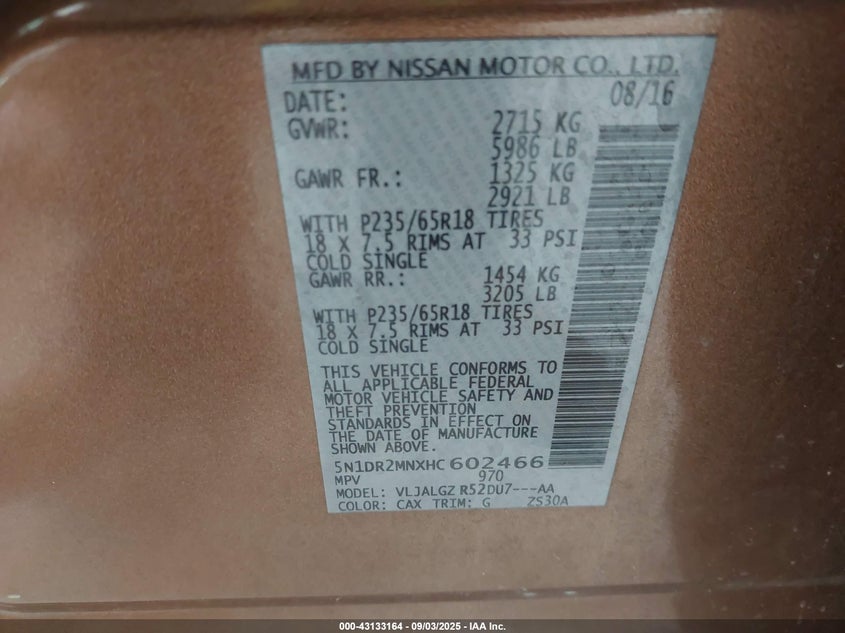 MFD BY NISSAN MOTOR CO., LTD.
DATE: 08/16
GVWR: 2715 KG
5986 LB
GAWR FR.: 1325 KG
2921 LB
WITH P235/65R18 TIRES
18 X 7.5 RIMS AT 33 PSI
COLD SINGLE
GAWR RR.: 1454 KG
3205 LB
WITH P235/65R18 TIRES
18 X 7.5 RIMS AT 33 PSI
COLD SINGLE
THIS VEHICLE CONFORMS TO
ALL APPLICABLE FEDERAL
MOTOR VEHICLE SAFETY AND
THEFT PREVENTION
STANDARDS IN EFFECT ON
THE DATE OF MANUFACTURE
SHOWN ABOVE.
5N1DR2MNXHC602466
MPV 970
MODEL: VLJALGZ R52DU7---AA
COLOR: CAX TRIM: G ZS30A
000-43133164 - 09/03/2025 - IAA Inc.